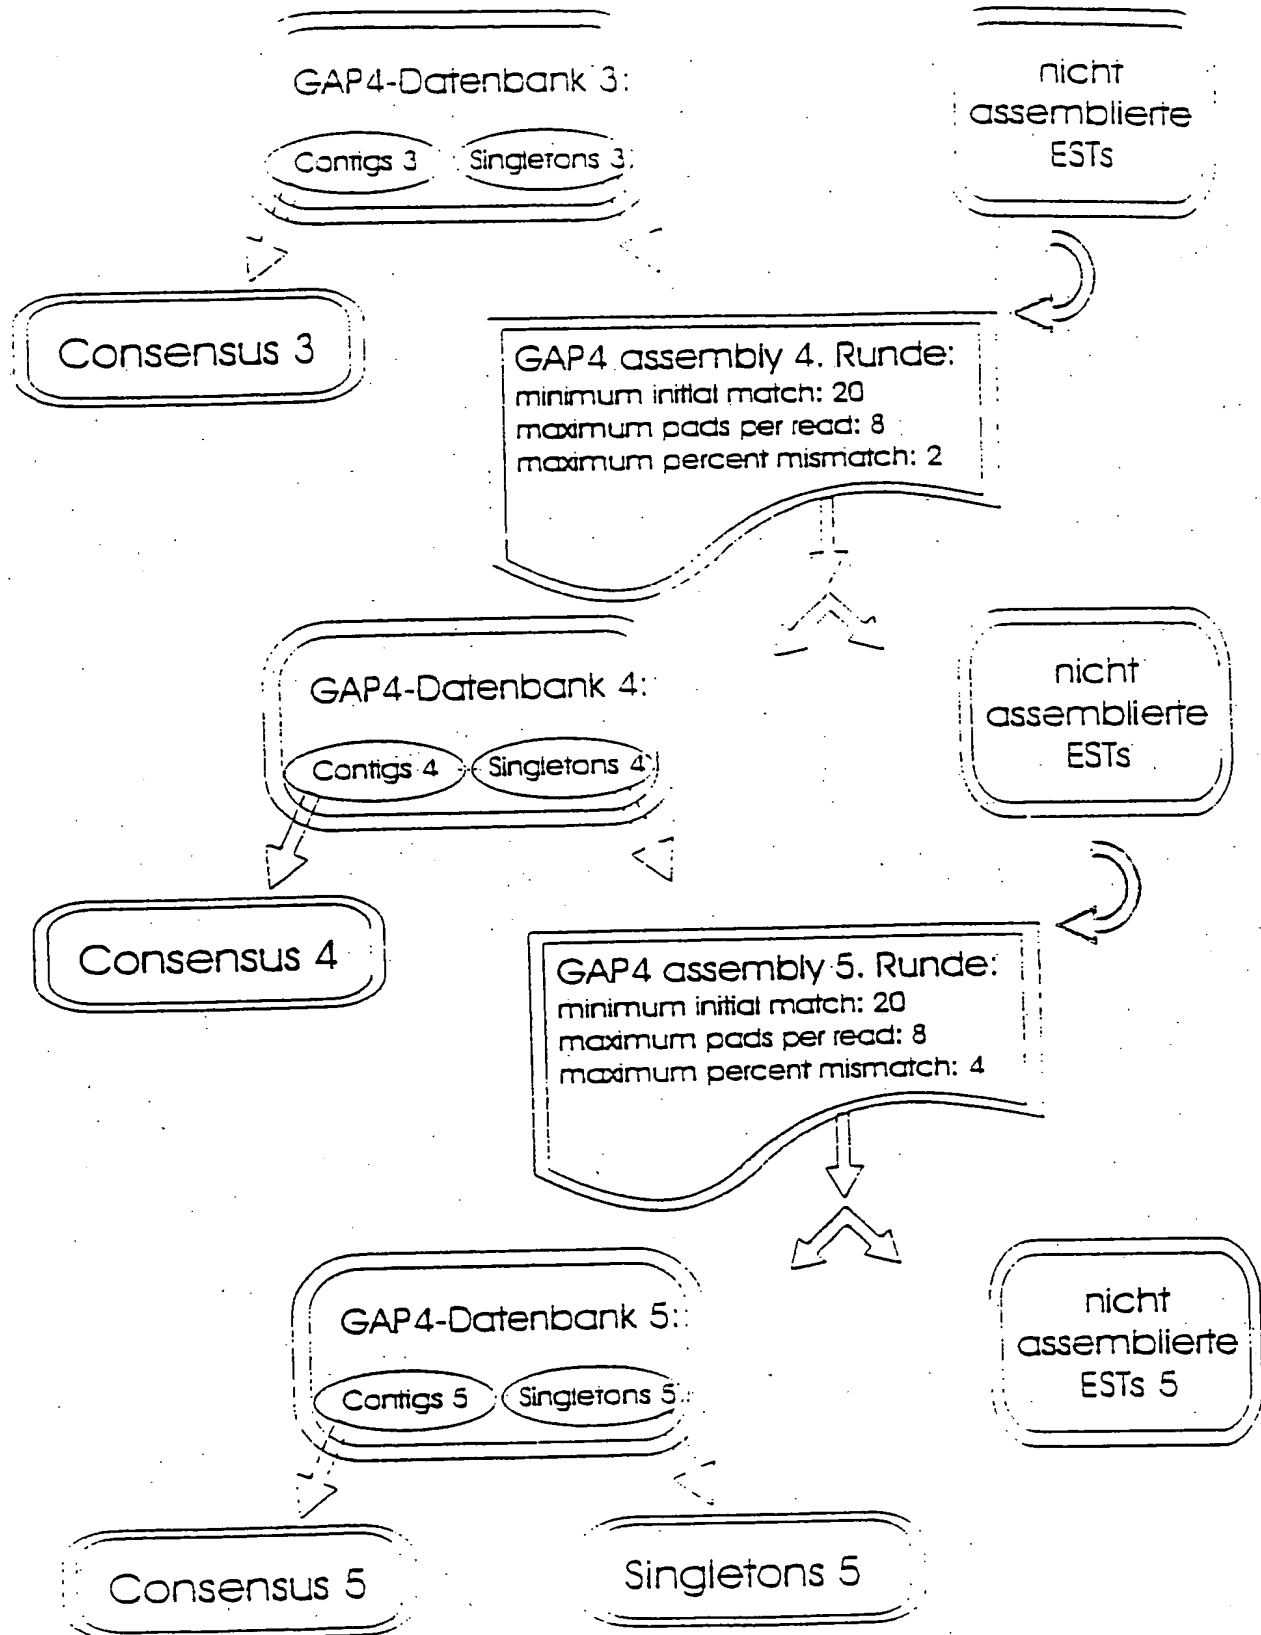 GAP4-Datenbank 3:
Contigs 3
Singletons 3
nicht
assemblierte
ESTs
Consensus 3
GAP4 assembly 4. Runde:
minimum initial match: 20
maximum pads per read: 8
maximum percent mismatch: 2
GAP4-Datenbank 4:
Contigs 4
Singletons 4
nicht
assemblierte
ESTs
Consensus 4
GAP4 assembly 5. Runde:
minimum initial match: 20
maximum pads per read: 8
maximum percent mismatch: 4
GAP4-Datenbank 5:
Contigs 5
Singletons 5
nicht
assemblierte
ESTs 5
Consensus 5
Singletons 5